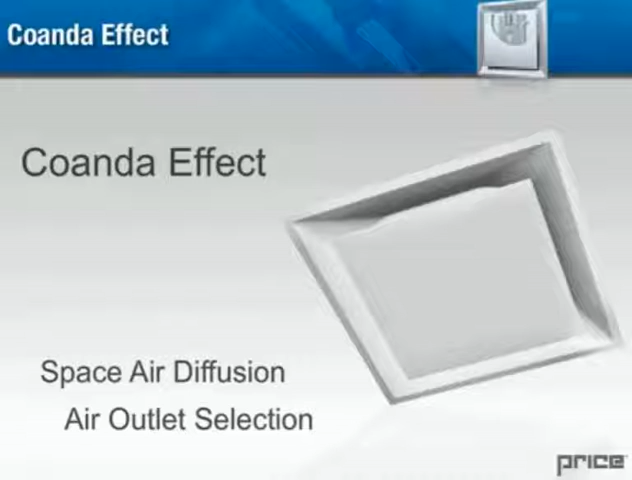 Coanda Effect
Coanda Effect
Space Air Diffusion
Air Outlet Selection
price